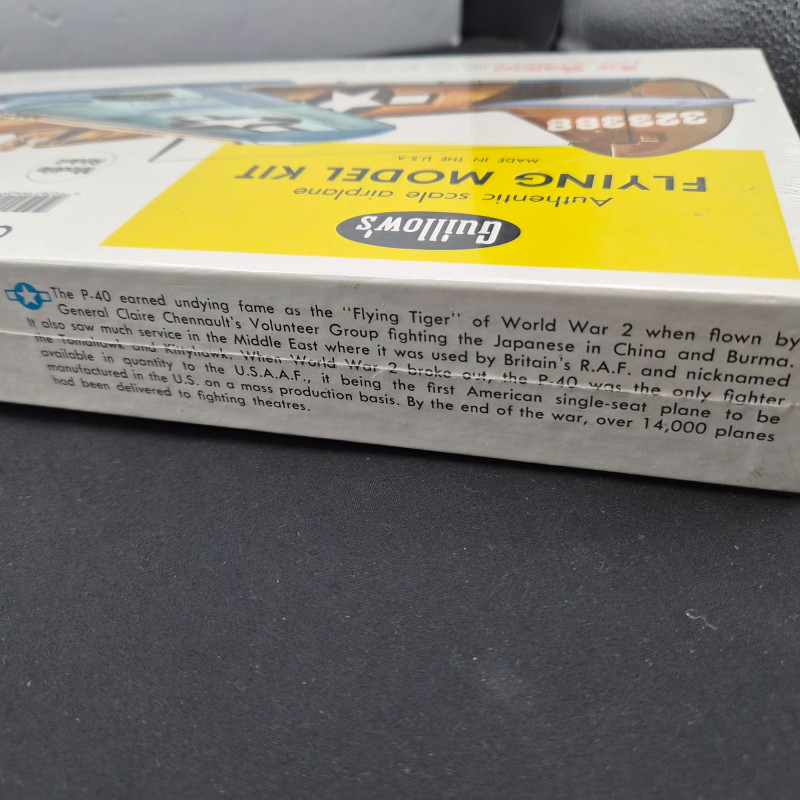 323388
MADE IN THE U.S.A.
FLYING MODEL KIT
Authentic scale airplane
Guillow's
The P-40 earned undying fame as the "Flying Tiger" of World War 2 when flown by
General Claire Chennault's Volunteer Group fighting the Japanese in China and Burma.
It also saw much service in the Middle East where it was used by Britain's R.A.F. and nicknamed
the Tomahawk and Kittyhawk. When World War 2 broke out, the P-40 was the only fighter
available in quantity to the U.S.A.A.F., it being the first American single-seat plane to be
manufactured in the U.S. on a mass production basis. By the end of the war, over 14,000 planes
had been delivered to fighting theatres.